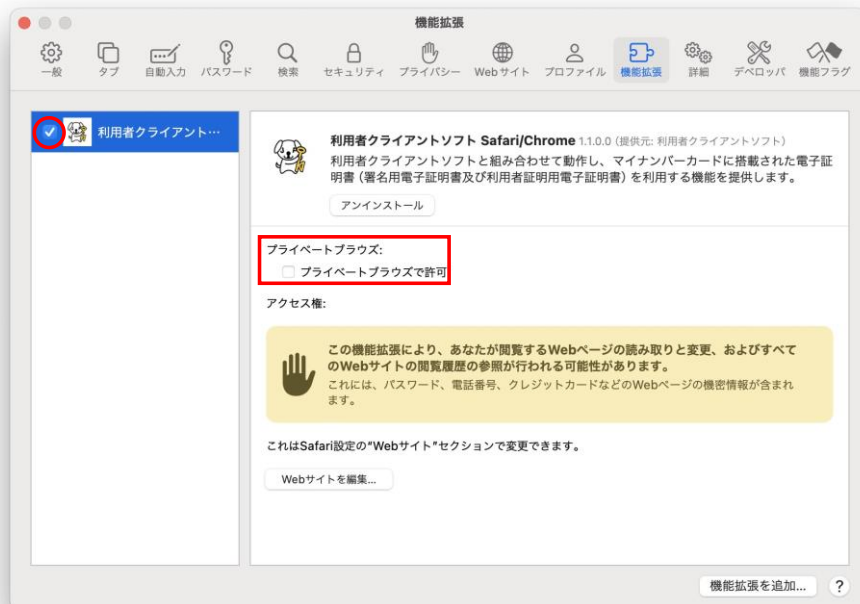 機能拡張
一般 タブ 自動入力 パスワード 検索 セキュリティ プライバシー Webサイト プロファイル 機能拡張 詳細 デベロッパ 機能フラグ
利用者クライアント…
利用者クライアントソフト Safari/Chrome 1.1.0.0 (提供元: 利用者クライアントソフト)
利用者クライアントソフトと組み合わせて動作し、マイナンバーカードに搭載された電子証
明書 (署名用電子証明書及び利用者証明用電子証明書) を利用する機能を提供します。
アンインストール
プライベートブラウズ:
プライベートブラウズで許可
アクセス権:
この機能拡張により、あなたが閲覧するWebページの読み取りと変更、およびすべて
のWebサイトの閲覧履歴の参照が行われる可能性があります。
これには、パスワード、電話番号、クレジットカードなどのWebページの機密情報が含まれ
ます。
これはSafari設定の"Webサイト"セクションで変更できます。
Webサイトを編集...
機能拡張を追加... ?